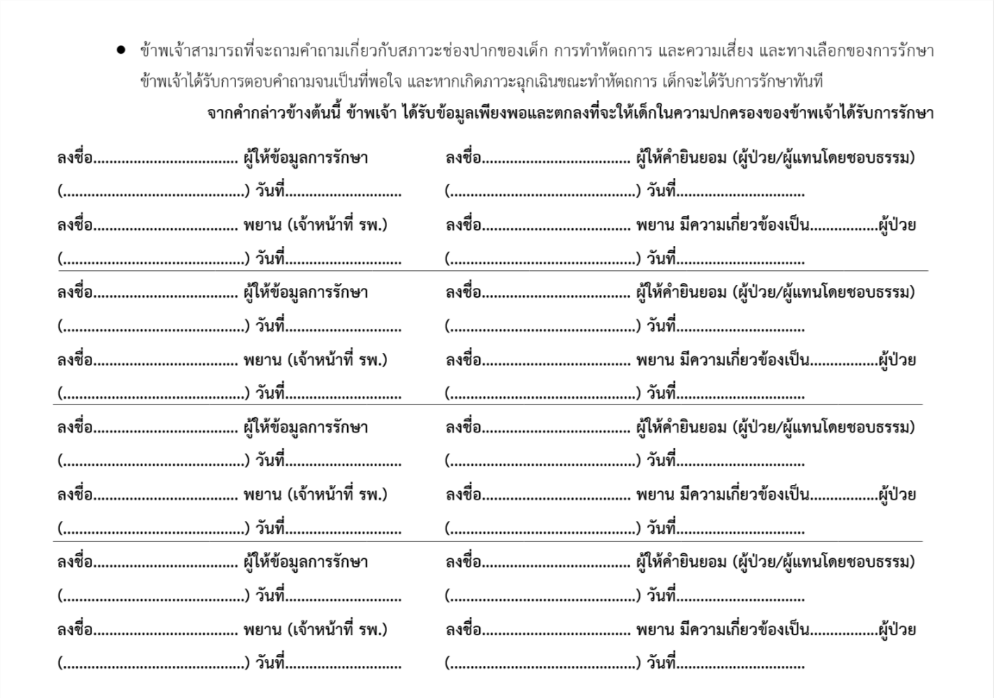 ● ข้าพเจ้าสามารถที่จะถามคำถามเกี่ยวกับสภาวะช่องปากของเด็ก การทำหัตถการ และความเสี่ยง และทางเลือกของการรักษา
ข้าพเจ้าได้รับการตอบคำถามจนเป็นที่พอใจ และหากเกิดภาวะฉุกเฉินขณะทำหัตถการ เด็กจะได้รับการรักษาทันที
จากคำกล่าวข้างต้นนี้ ข้าพเจ้า ได้รับข้อมูลเพียงพอและตกลงที่จะให้เด็กในความปกครองของข้าพเจ้าได้รับการรักษา
ลงชื่อ.................................... ผู้ให้ข้อมูลการรักษา ลงชื่อ..................................... ผู้ให้คำยินยอม (ผู้ป่วย/ผู้แทนโดยชอบธรรม)
(.............................................) วันที่............................. (..............................................) วันที่................................
ลงชื่อ.................................... พยาน (เจ้าหน้าที่ รพ.) ลงชื่อ..................................... พยาน มีความเกี่ยวข้องเป็น.................ผู้ป่วย
(.............................................) วันที่............................. (..............................................) วันที่................................
ลงชื่อ.................................... ผู้ให้ข้อมูลการรักษา ลงชื่อ..................................... ผู้ให้คำยินยอม (ผู้ป่วย/ผู้แทนโดยชอบธรรม)
(.............................................) วันที่............................. (..............................................) วันที่................................
ลงชื่อ.................................... พยาน (เจ้าหน้าที่ รพ.) ลงชื่อ..................................... พยาน มีความเกี่ยวข้องเป็น.................ผู้ป่วย
(.............................................) วันที่............................. (..............................................) วันที่................................
ลงชื่อ.................................... ผู้ให้ข้อมูลการรักษา ลงชื่อ..................................... ผู้ให้คำยินยอม (ผู้ป่วย/ผู้แทนโดยชอบธรรม)
(.............................................) วันที่............................. (..............................................) วันที่................................
ลงชื่อ.................................... พยาน (เจ้าหน้าที่ รพ.) ลงชื่อ..................................... พยาน มีความเกี่ยวข้องเป็น.................ผู้ป่วย
(.............................................) วันที่............................. (..............................................) วันที่................................
ลงชื่อ.................................... ผู้ให้ข้อมูลการรักษา ลงชื่อ..................................... ผู้ให้คำยินยอม (ผู้ป่วย/ผู้แทนโดยชอบธรรม)
(.............................................) วันที่............................. (..............................................) วันที่................................
ลงชื่อ.................................... พยาน (เจ้าหน้าที่ รพ.) ลงชื่อ..................................... พยาน มีความเกี่ยวข้องเป็น.................ผู้ป่วย
(.............................................) วันที่............................. (..............................................) วันที่................................